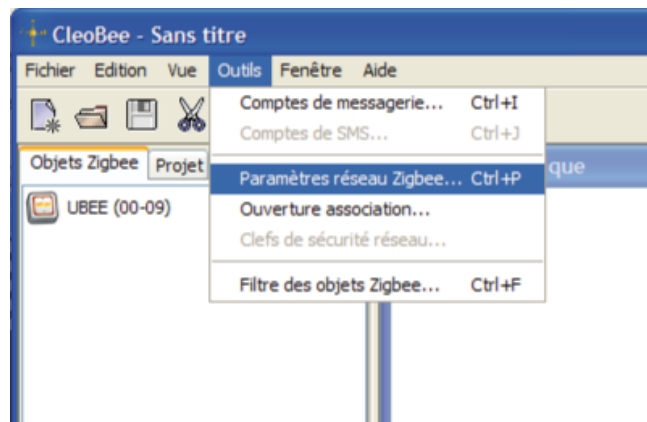 CleoBee - Sans titre
Fichier Edition Vue Outils Fenêtre Aide
Comptes de messagerie... Ctrl+I
Comptes de SMS... Ctrl+J
Objets Zigbee Projet que
Paramètres réseau Zigbee... Ctrl+P
UBEE (00-09)
Ouverture association...
Clefs de sécurité réseau...
Filtre des objets Zigbee... Ctrl+F